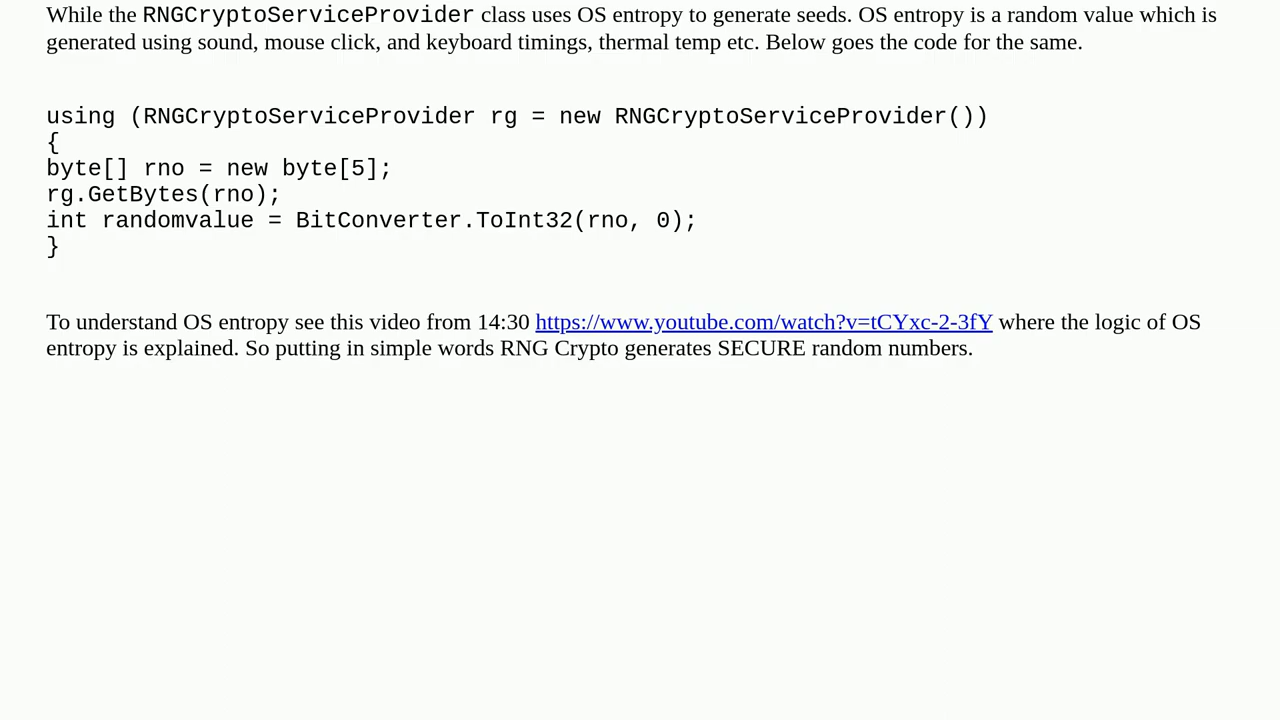 While the RNGCryptoServiceProvider class uses OS entropy to generate seeds. OS entropy is a random value which is
generated using sound, mouse click, and keyboard timings, thermal temp etc. Below goes the code for the same.
using (RNGCryptoServiceProvider rg = new RNGCryptoServiceProvider())
{
byte[] rno = new byte[5];
rg.GetBytes(rno);
int randomvalue = BitConverter.ToInt32(rno, 0);
}
To understand OS entropy see this video from 14:30 https://www.youtube.com/watch?v=tCYxc-2-3fY where the logic of OS
entropy is explained. So putting in simple words RNG Crypto generates SECURE random numbers.